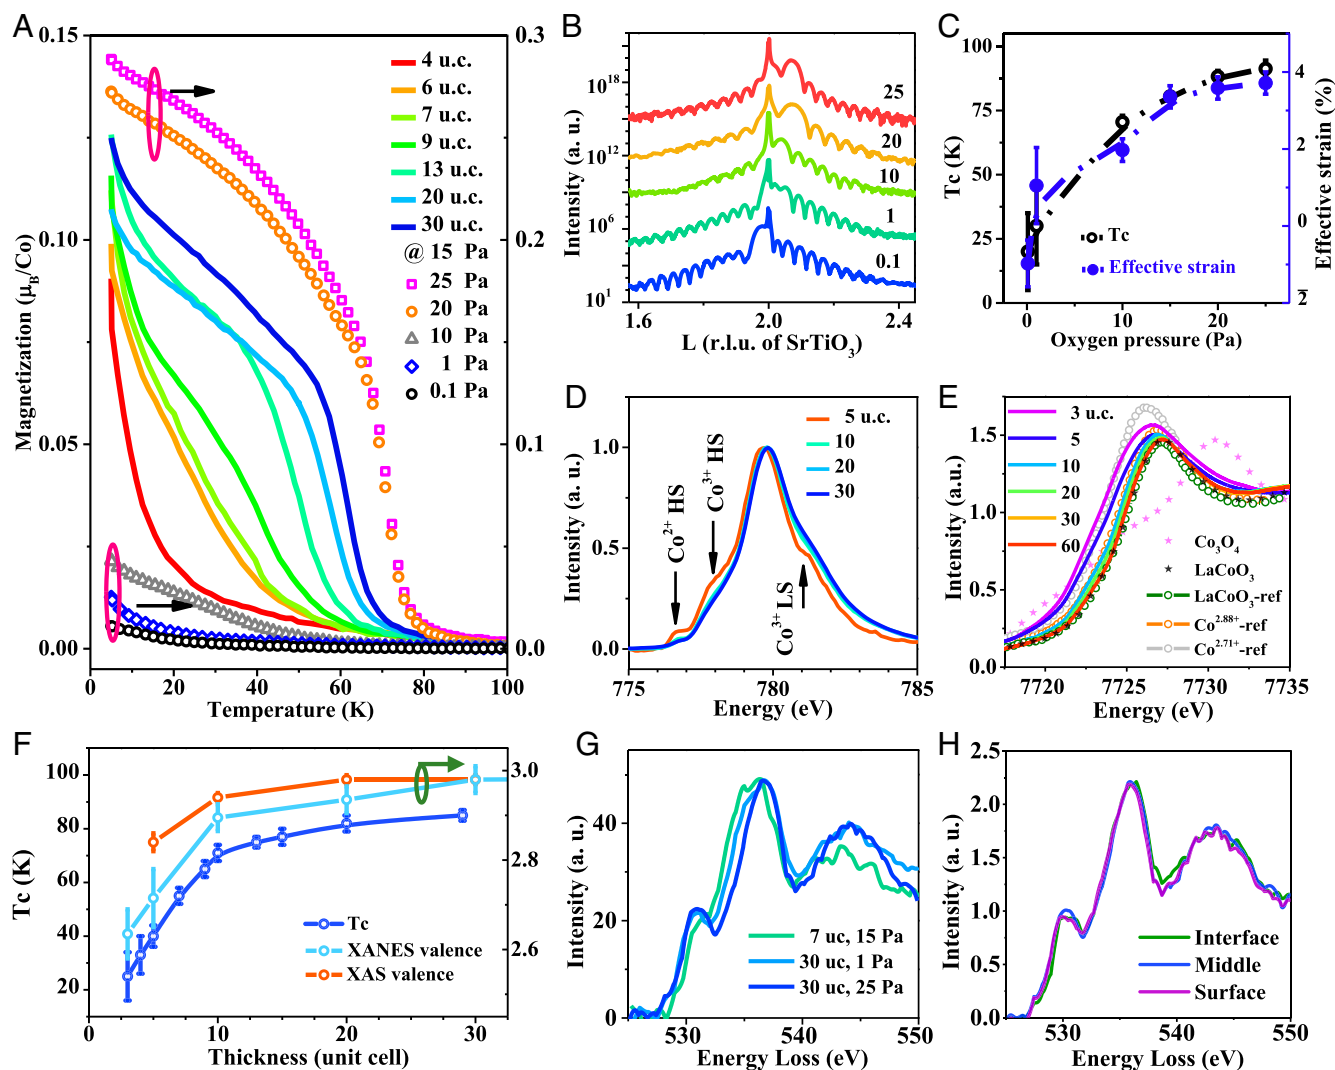 A
0.15
0.10
0.05
0.00
Magnetization (μB/Co)
0.3
0.2
0.1
0.0
0
20
40
60
80
100
Temperature (K)
4 u.c.
6 u.c.
7 u.c.
9 u.c.
13 u.c.
20 u.c.
30 u.c.
@ 15 Pa
25 Pa
20 Pa
10 Pa
1 Pa
0.1 Pa
B
Intensity (a. u.)
10^18
10^12
10^6
10^1
25
20
10
1
0.1
1.6
2.0
2.4
L (r.l.u. of SrTiO3)
C
Tc (K)
100
75
50
25
0
4
2
0
2̄
Effective strain (%)
Tc
Effective strain
0
10
20
Oxygen pressure (Pa)
D
Intensity (a. u.)
1.0
0.5
0.0
Co2+ HS
Co3+ HS
Co3+ LS
5 u.c.
10
20
30
775
780
785
Energy (eV)
E
Intensity (a.u.)
1.5
1.0
0.5
0.0
3 u.c.
5
10
20
30
60
Co3O4
LaCoO3
LaCoO3-ref
Co2.88+-ref
Co2.71+-ref
7720
7725
7730
7735
Energy (eV)
F
Tc (K)
100
80
60
40
20
3.0
2.8
2.6
Tc
XANES valence
XAS valence
0
10
20
30
Thickness (unit cell)
G
Intensity (a. u.)
40
20
0
7 uc, 15 Pa
30 uc, 1 Pa
30 uc, 25 Pa
530
540
550
Energy Loss (eV)
H
Intensity (a. u.)
2.5
2.0
1.5
1.0
0.5
0.0
Interface
Middle
Surface
530
540
550
Energy Loss (eV)